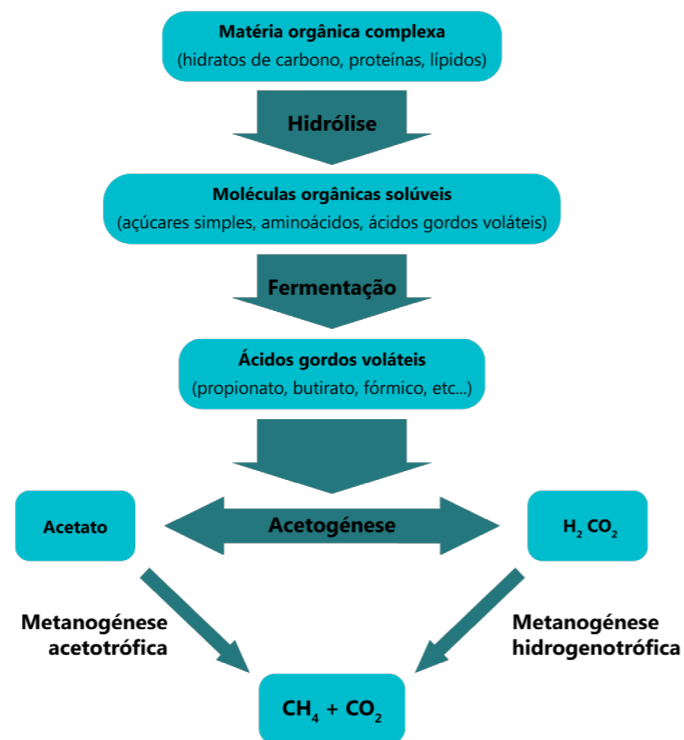 Matéria orgânica complexa
(hidratos de carbono, proteínas, lípidos)
Hidrólise
Moléculas orgânicas solúveis
(açúcares simples, aminoácidos, ácidos gordos voláteis)
Fermentação
Ácidos gordos voláteis
(propionato, butirato, fórmico, etc...)
Acetato
Acetogénese
H₂ CO₂
Metanogénese
acetotrófica
Metanogénese
hidrogenotrófica
CH₄ + CO₂